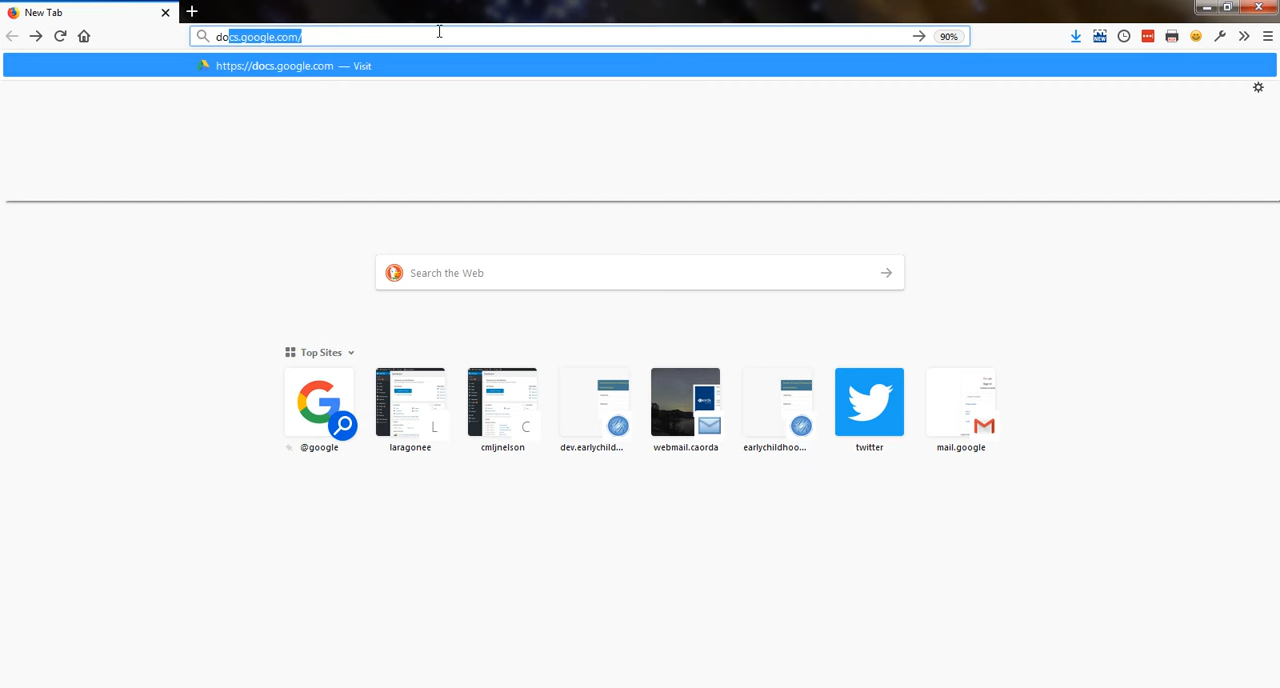 New Tab
docs.google.com/
90%
NEW
https://docs.google.com — Visit
Search the Web
Top Sites
@google
laragonee
cmljnelson
dev.earlychild...
webmail.caorda
earlychildhoo...
twitter
mail.google
L
C